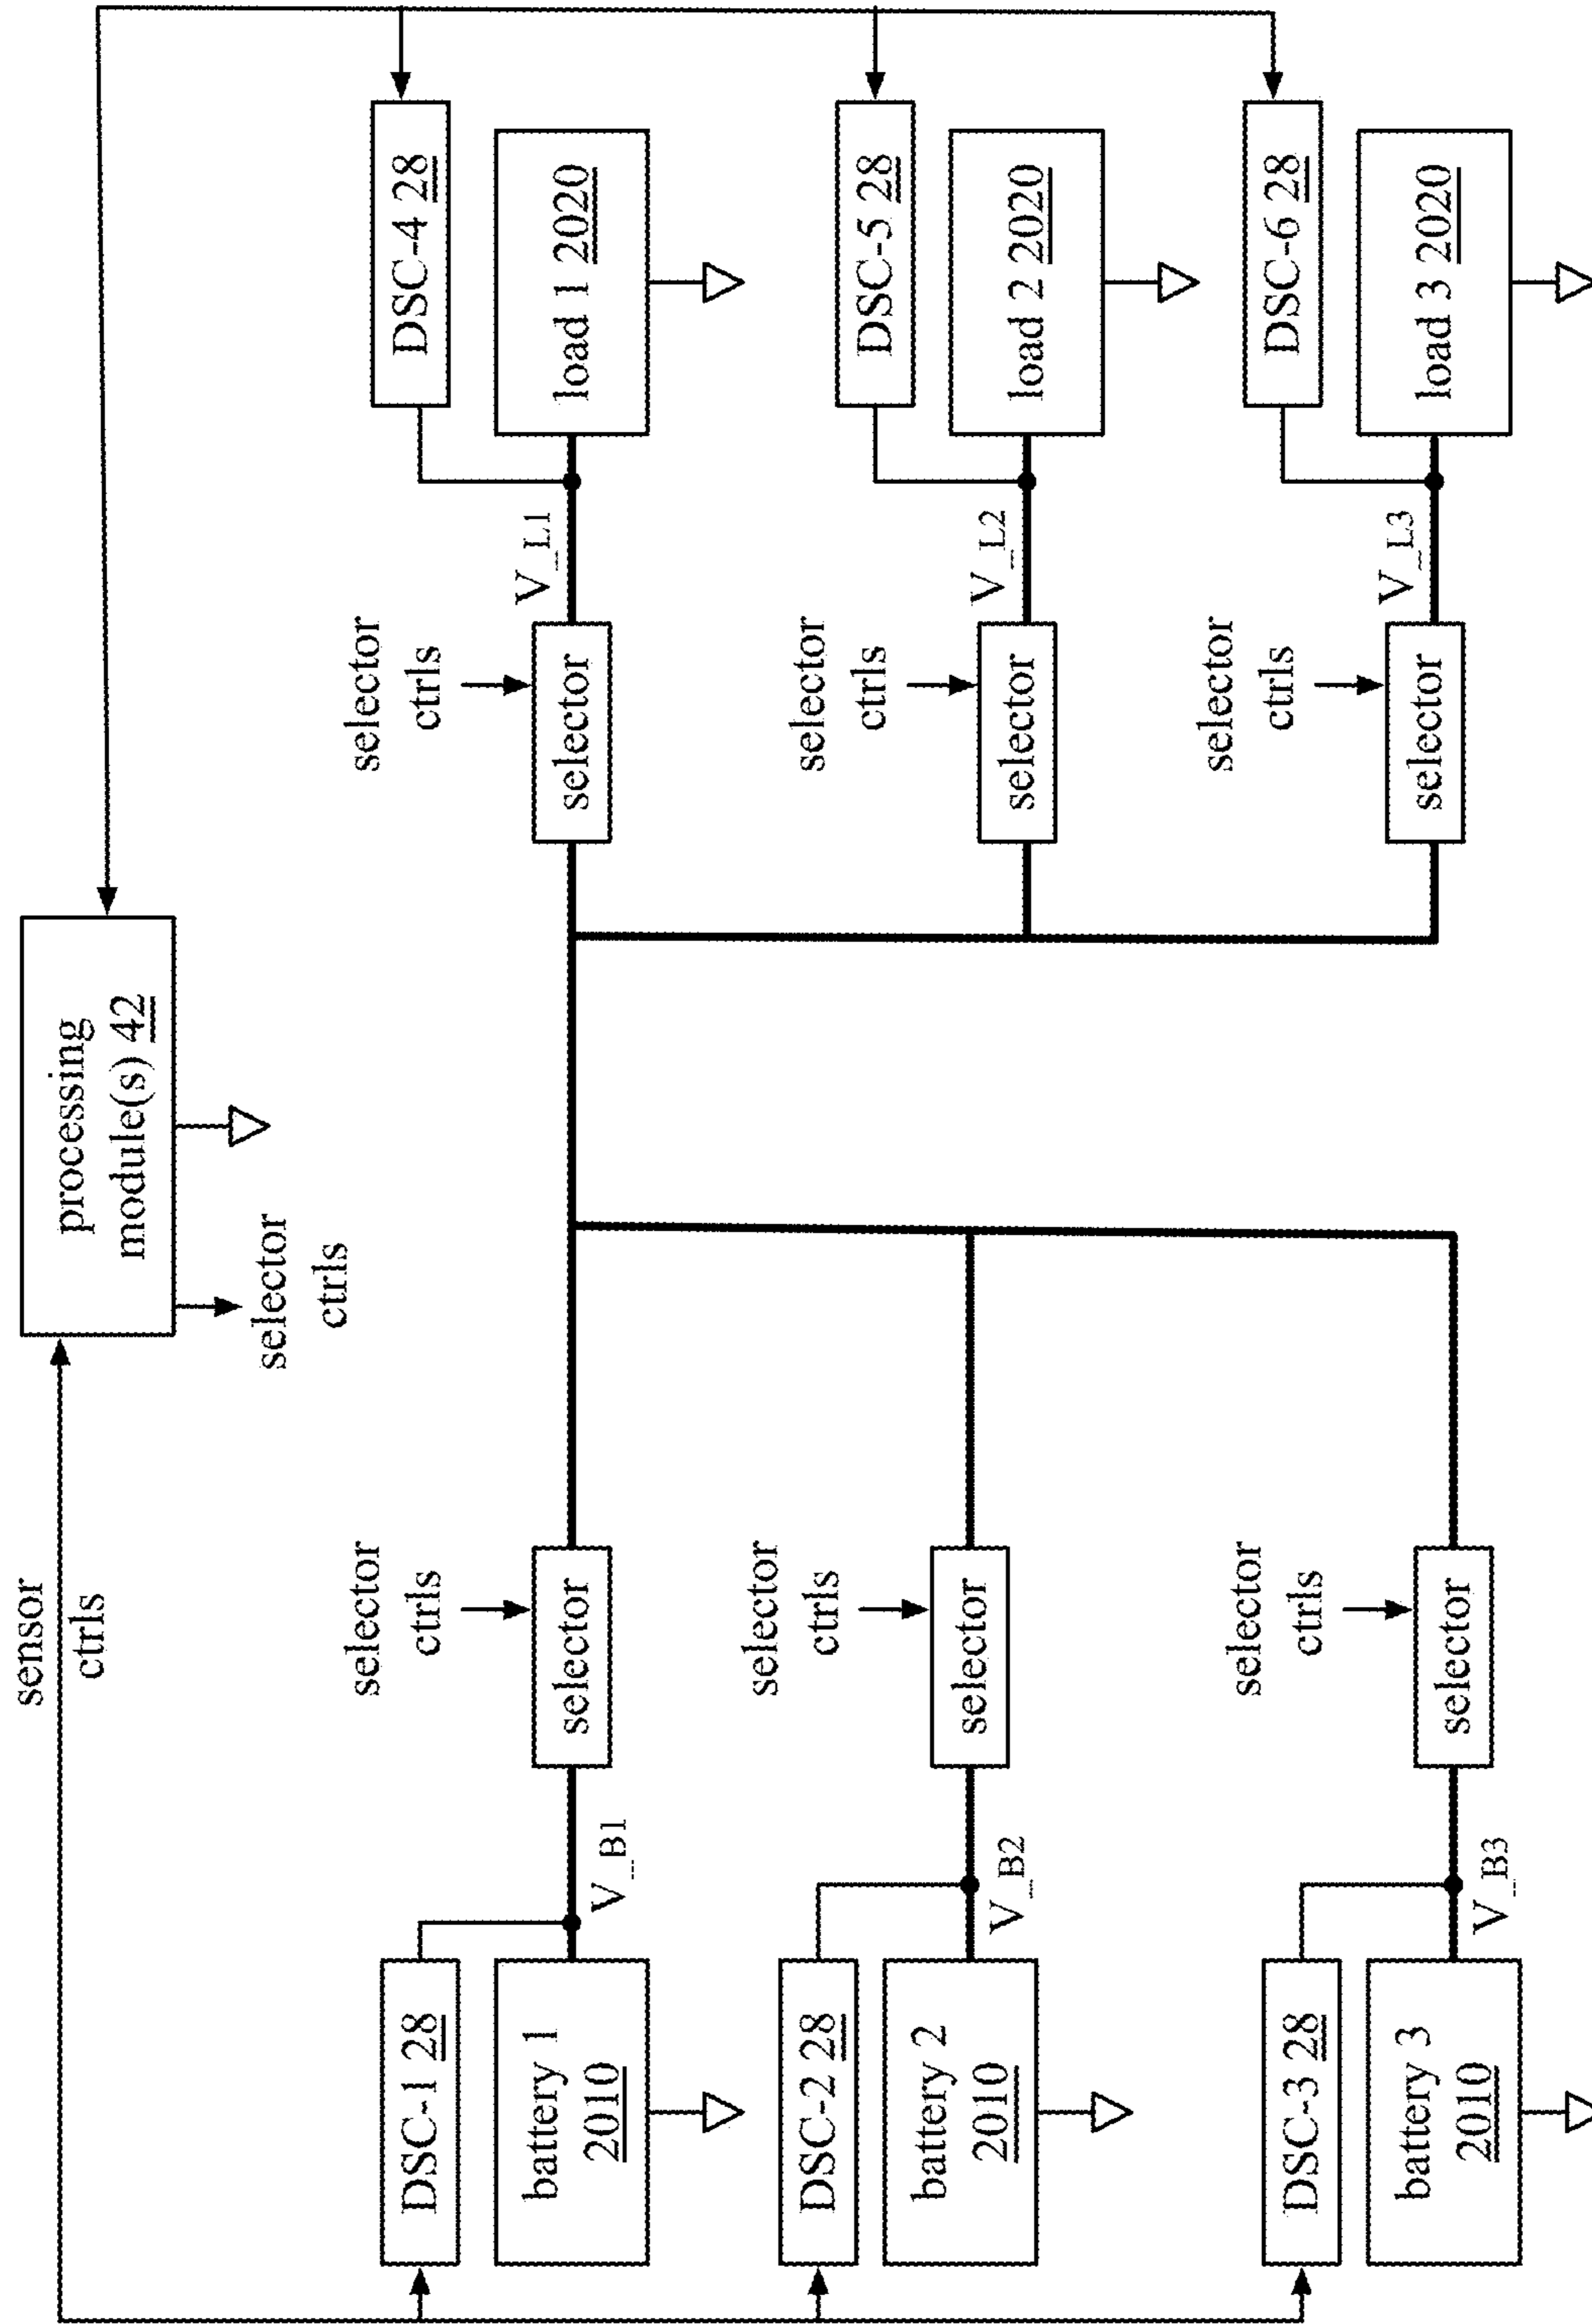 sensor
ctrls
processing
module(s) 42
selector
ctrls
DSC-1 28
battery 1
2010
V_B1
selector
ctrls
selector
selector
ctrls
selector
V_L1
DSC-4 28
load 1 2020
DSC-2 28
battery 2
2010
V_B2
selector
ctrls
selector
selector
ctrls
selector
V_L2
DSC-5 28
load 2 2020
DSC-3 28
battery 3
2010
V_B3
selector
ctrls
selector
selector
ctrls
selector
V_L3
DSC-6 28
load 3 2020